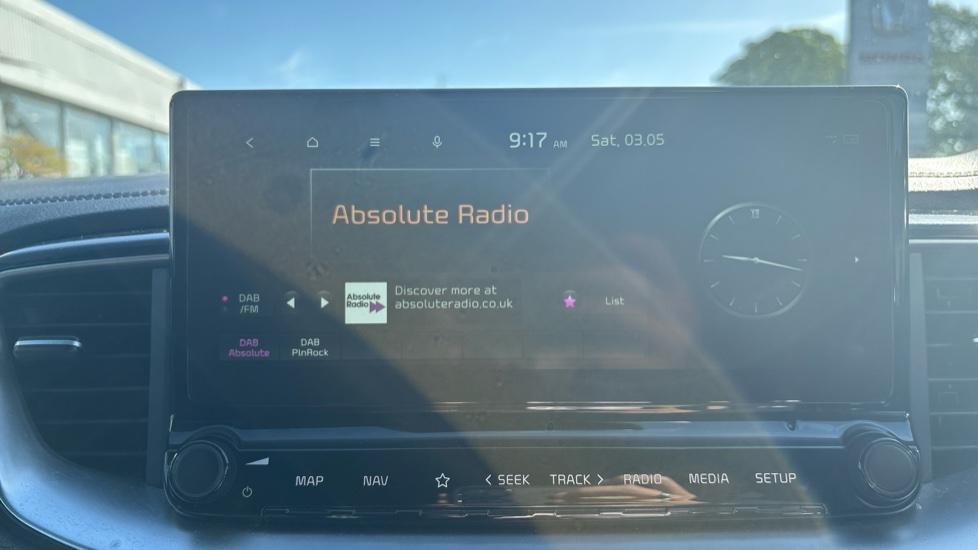 9:17 AM Sat, 03.05
Absolute Radio
DAB
/FM
Absolute
Radio
Discover more at
absoluteradio.co.uk
List
DAB
Absolute
DAB
PlnRock
MAP NAV SEEK TRACK RADIO MEDIA SETUP